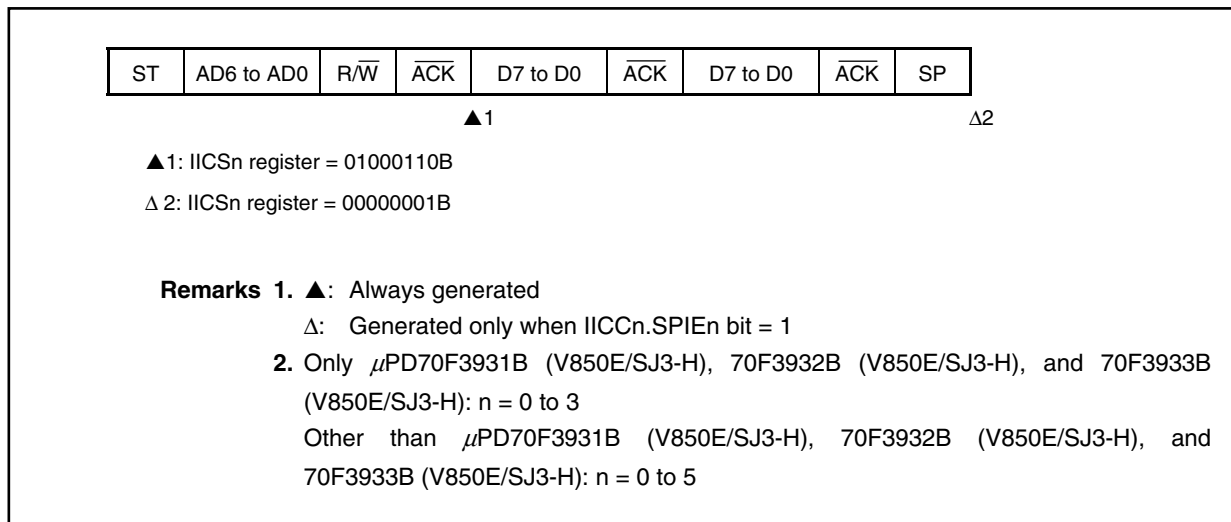 ST AD6 to AD0 R/W̅ A̅C̅K̅ D7 to D0 A̅C̅K̅ D7 to D0 A̅C̅K̅ SP
▲1 Δ2
▲1: IICSn register = 01000110B
Δ 2: IICSn register = 00000001B
Remarks 1. ▲: Always generated
Δ: Generated only when IICCn.SPIEn bit = 1
2. Only μPD70F3931B (V850E/SJ3-H), 70F3932B (V850E/SJ3-H), and 70F3933B
(V850E/SJ3-H): n = 0 to 3
Other than μPD70F3931B (V850E/SJ3-H), 70F3932B (V850E/SJ3-H), and
70F3933B (V850E/SJ3-H): n = 0 to 5